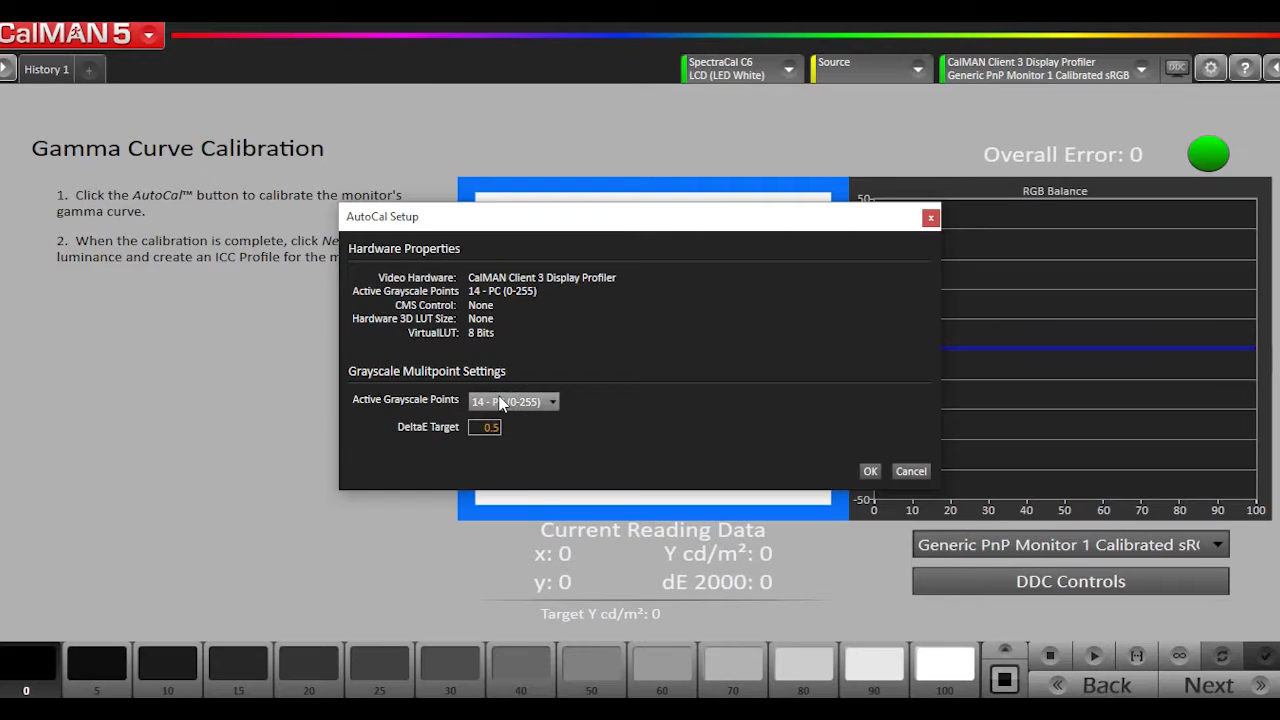 CalMAN 5
History 1
+
SpectraCal C6
LCD (LED White)
Source
CalMAN Client 3 Display Profiler
Generic PnP Monitor 1 Calibrated sRGB
DDC
?
Gamma Curve Calibration
Overall Error: 0
1. Click the AutoCal™ button to calibrate the monitor's
gamma curve.
2. When the calibration is complete, click Ne
luminance and create an ICC Profile for the m
RGB Balance
50
-50
0 10 20 30 40 50 60 70 80 90 100
AutoCal Setup
x
Hardware Properties
Video Hardware: CalMAN Client 3 Display Profiler
Active Grayscale Points 14 - PC (0-255)
CMS Control: None
Hardware 3D LUT Size: None
VirtualLUT: 8 Bits
Grayscale Mulitpoint Settings
Active Grayscale Points 14 - PC (0-255)
DeltaE Target 0.5
OK Cancel
Current Reading Data
x: 0 Y cd/m²: 0
y: 0 dE 2000: 0
Target Y cd/m²: 0
Generic PnP Monitor 1 Calibrated sR
DDC Controls
0 5 10 15 20 25 30 40 50 60 70 80 90 100
Back Next